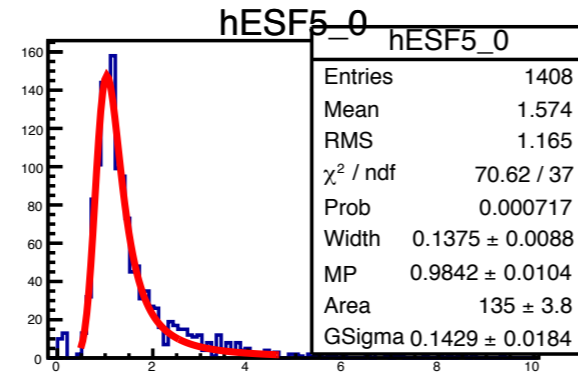 hESF5_0
hESF5_0
Entries 1408
Mean 1.574
RMS 1.165
χ² / ndf 70.62 / 37
Prob 0.000717
Width 0.1375 ± 0.0088
MP 0.9842 ± 0.0104
Area 135 ± 3.8
GSigma 0.1429 ± 0.0184
160
140
120
100
80
60
40
20
0
0 2 4 6 8 10